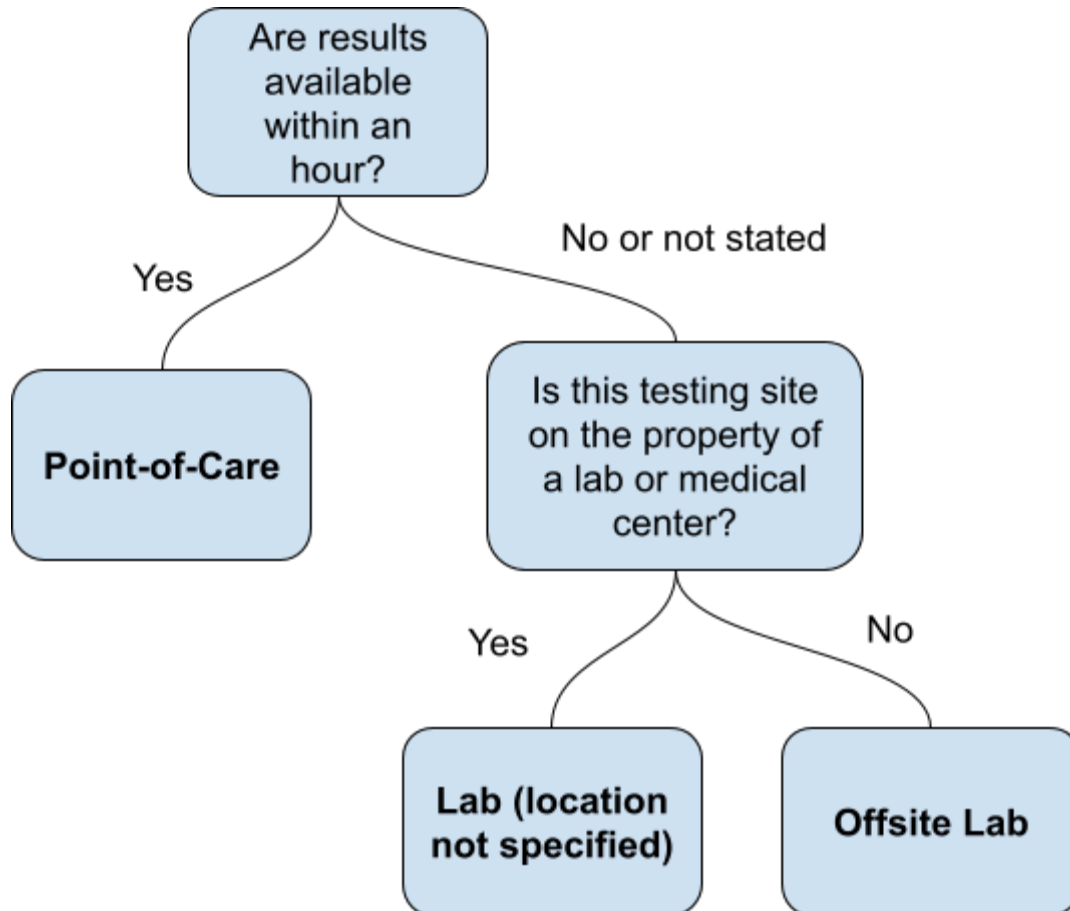 Are results
available
within an
hour?
Yes
No or not stated
Point-of-Care
Is this testing site
on the property of
a lab or medical
center?
Yes
No
Lab (location
not specified)
Offsite Lab